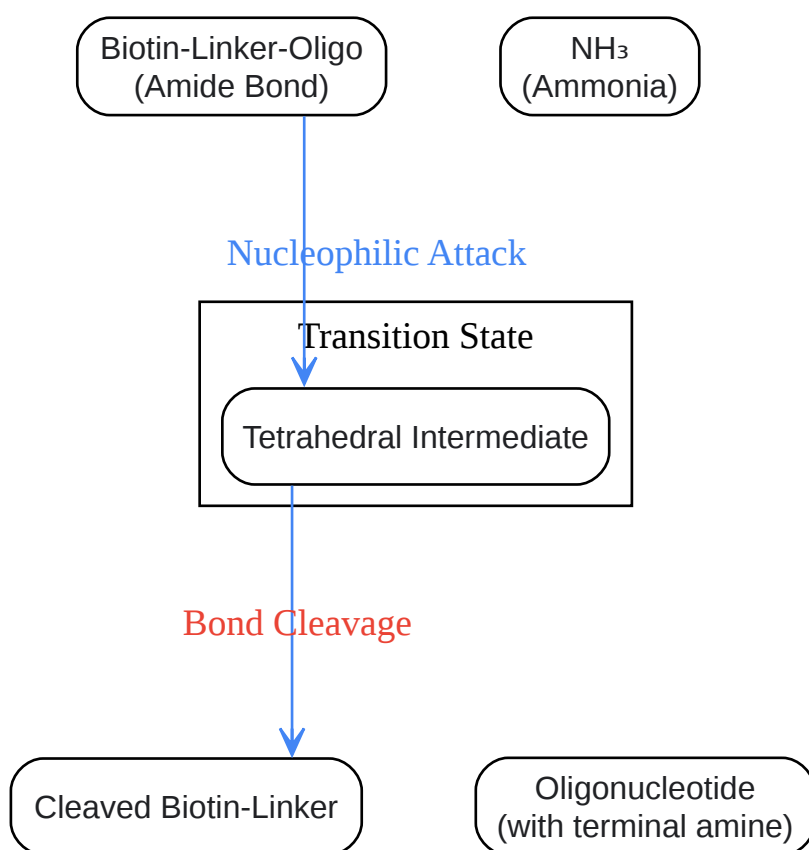 Biotin-Linker-Oligo
(Amide Bond)
NH₃
(Ammonia)
Nucleophilic Attack
Transition State
Tetrahedral Intermediate
Bond Cleavage
Cleaved Biotin-Linker
Oligonucleotide
(with terminal amine)